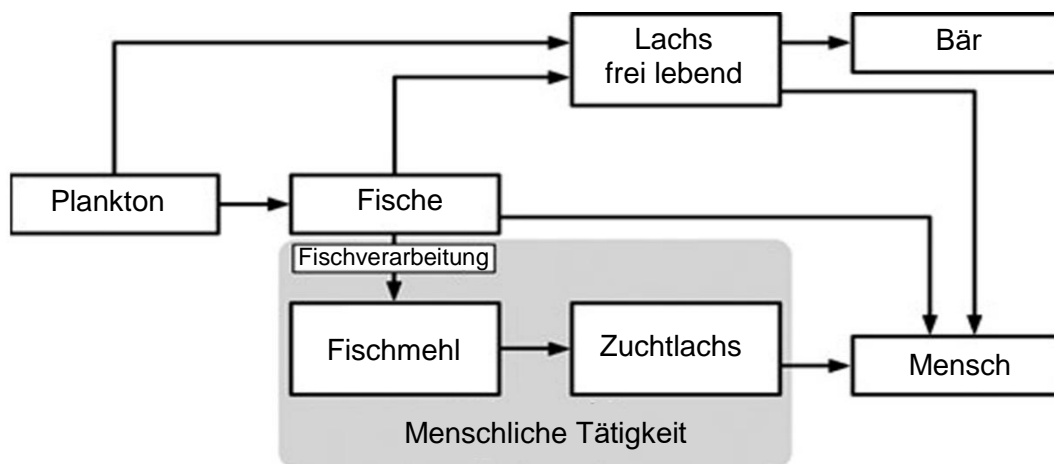 Lachs
frei lebend
Bär
Plankton
Fische
Fischverarbeitung
Fischmehl
Zuchtlachs
Mensch
Menschliche Tätigkeit